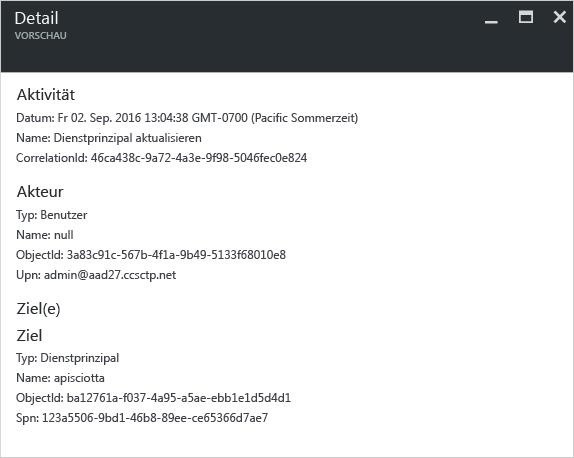 Detail
VORSCHAU
Aktivität
Datum: Fr 02. Sep. 2016 13:04:38 GMT-0700 (Pacific Sommerzeit)
Name: Dienstprinzipal aktualisieren
CorrelationId: 46ca438c-9a72-4a3e-9f98-5046fec0e824
Akteur
Typ: Benutzer
Name: null
ObjectId: 3a83c91c-567b-4f1a-9b49-5133f68010e8
Upn: admin@aad27.ccsctp.net
Ziel(e)
Ziel
Typ: Dienstprinzipal
Name: apisciotta
ObjectId: ba12761a-f037-4a95-a5ae-ebb1e1d5d4d1
Spn: 123a5506-9bd1-46b8-89ee-ce65366d7ae7